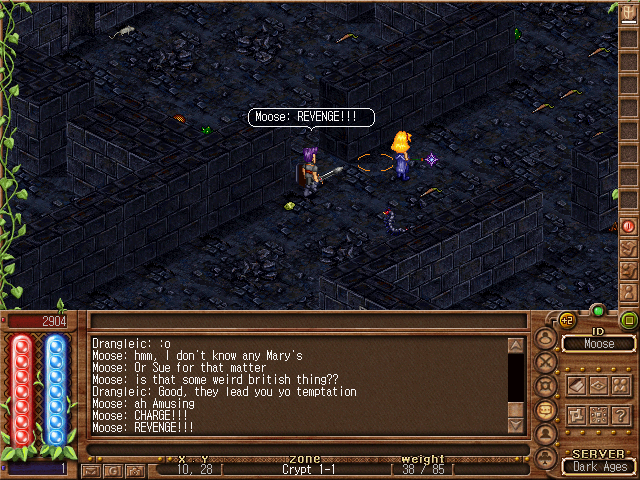 Moose: REVENGE!!!
2904
+2
ID
Moose
Drangleic: :o
Moose: hmm, I don't know any Mary's
Moose: Or Sue for that matter
Moose: is that some weird british thing??
Drangleic: Good, they lead you yo temptation
Moose: ah Amusing
Moose: CHARGE!!!
Moose: REVENGE!!!
?
1
X Y ZONE weight
10, 28 Crypt 1-1 38 / 85
SERVER
Dark Ages